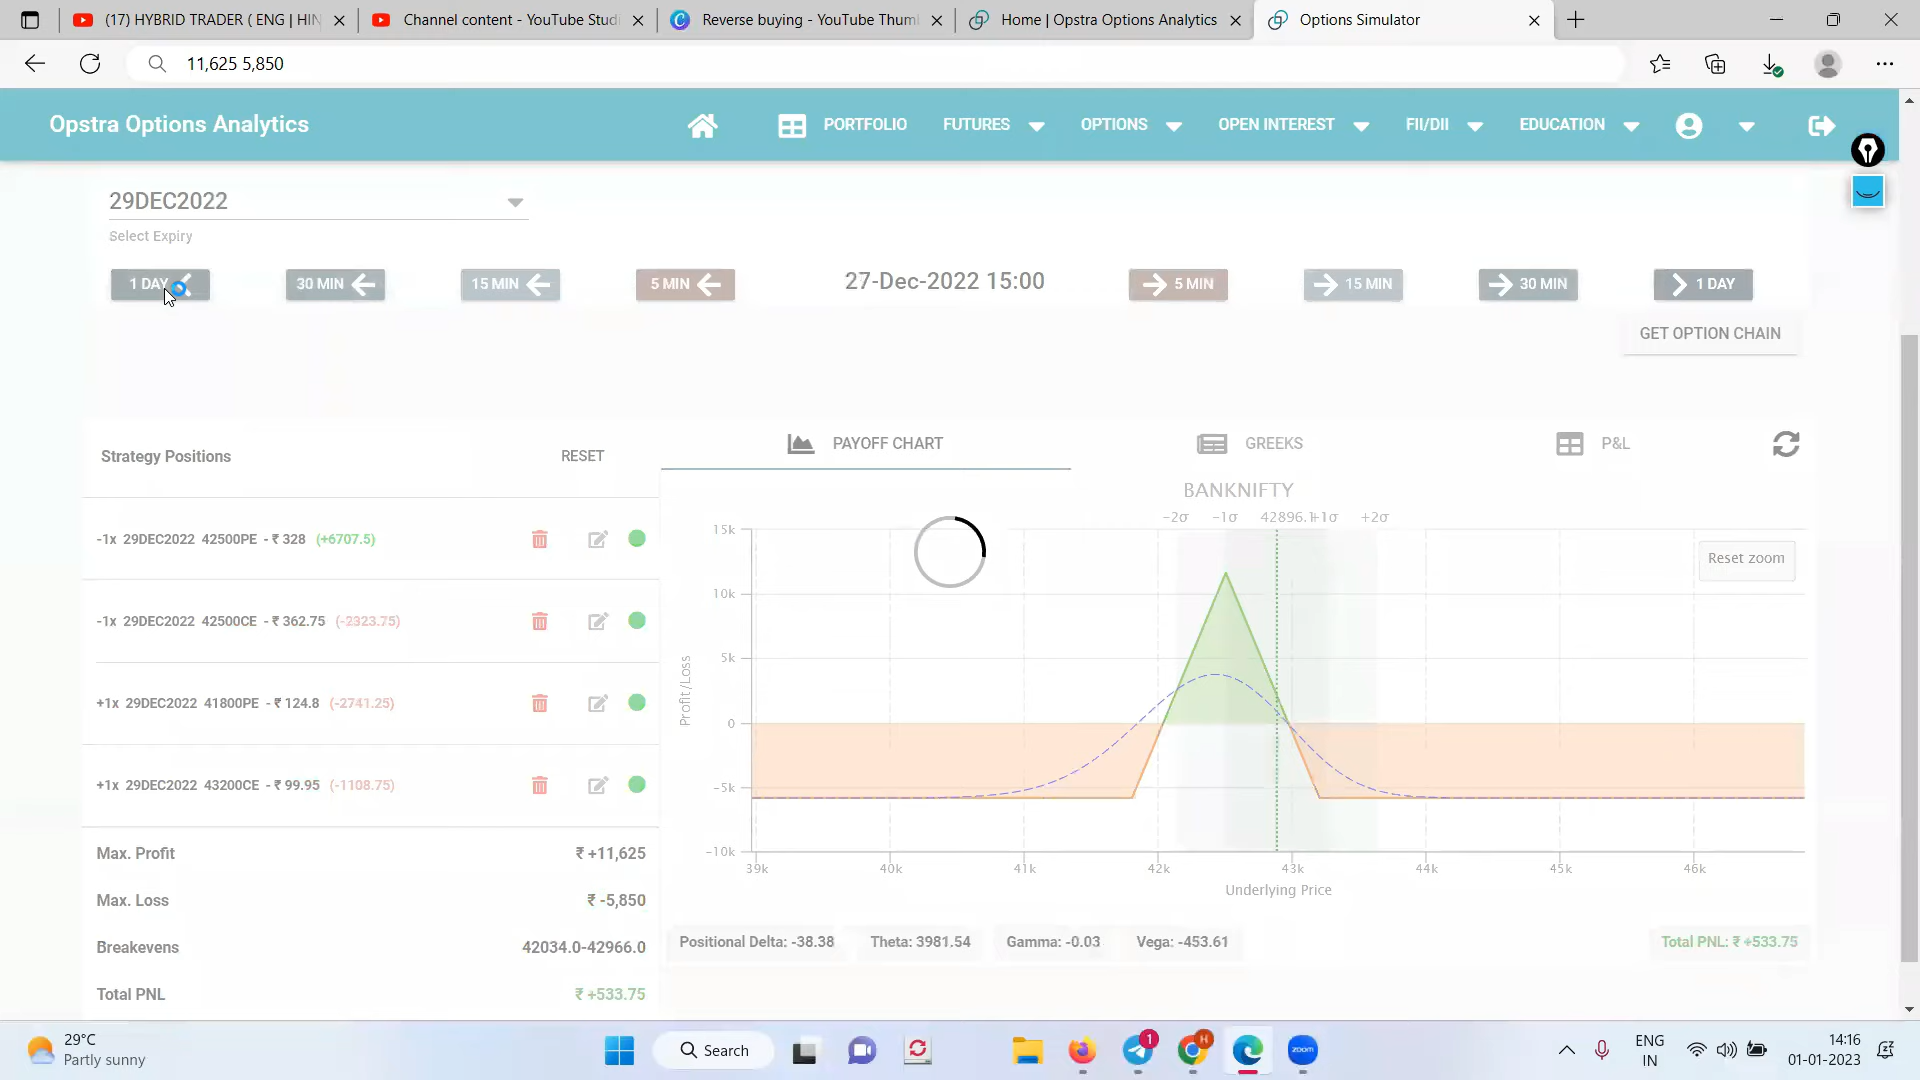 (17) HYBRID TRADER ( ENG | HIN
Channel content - YouTube Studi
Reverse buying - YouTube Thum
Home | Opstra Options Analytics
Options Simulator
11,625 5,850
Opstra Options Analytics
PORTFOLIO
FUTURES
OPTIONS
OPEN INTEREST
FII/DII
EDUCATION
29DEC2022
Select Expiry
1 DAY
30 MIN
15 MIN
5 MIN
27-Dec-2022 15:00
5 MIN
15 MIN
30 MIN
1 DAY
GET OPTION CHAIN
Strategy Positions
RESET
PAYOFF CHART
GREEKS
P&L
-1x 29DEC2022 42500PE - ₹ 328 (+6707.5)
-1x 29DEC2022 42500CE - ₹ 362.75 (-2323.75)
+1x 29DEC2022 41800PE - ₹ 124.8 (-2741.25)
+1x 29DEC2022 43200CE - ₹ 99.95 (-1108.75)
Max. Profit ₹ +11,625
Max. Loss ₹ -5,850
Breakevens 42034.0-42966.0
Total PNL ₹ +533.75
BANKNIFTY
-2σ -1σ 42896.1 +1σ +2σ
Reset zoom
15k
10k
5k
0
-5k
-10k
Profit/Loss
39k 40k 41k 42k 43k 44k 45k 46k
Underlying Price
Positional Delta: -38.38
Theta: 3981.54
Gamma: -0.03
Vega: -453.61
Total PNL: ₹ +533.75
29°C
Partly sunny
Search
1
H
zoom
ENG
IN
14:16
01-01-2023